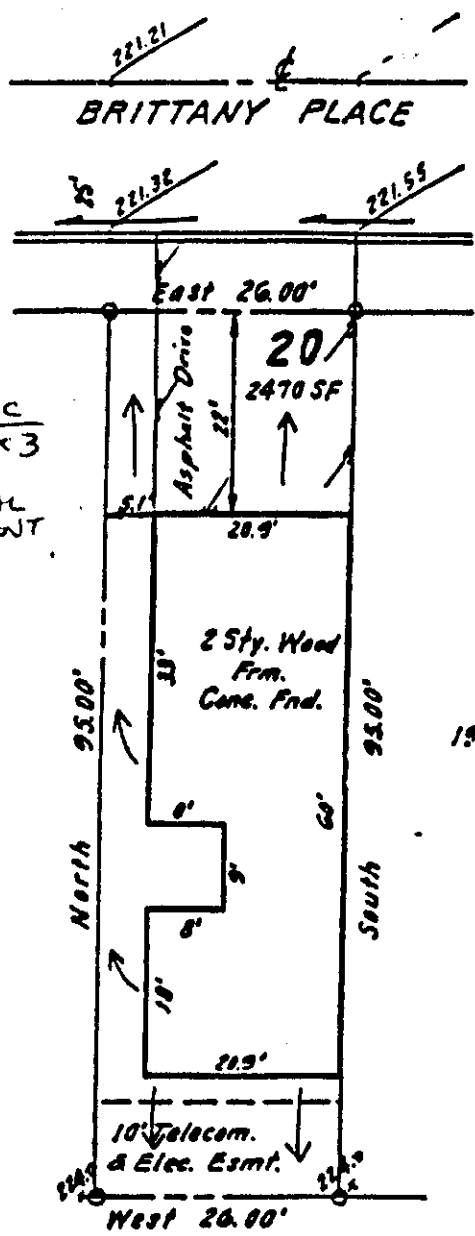 221.21
BRITTANY PLACE
221.32
221.55
East 26.00'
20
2470 SF
Asphalt Drive
22'
5.1'
20.9'
2 Sty. Wood
Frm.
Conc. Fnd.
33'
95.00'
North
8'
9'
8'
18'
60'
95.00'
South
20.9'
10' Telecom.
& Elec. Esmt.
West 26.00'